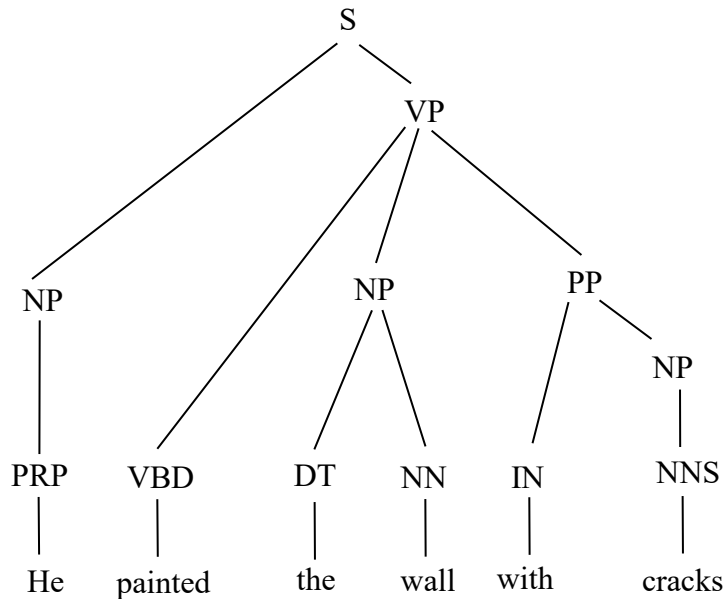 S
VP
NP NP PP
NP
PRP VBD DT NN IN NNS
He painted the wall with cracks